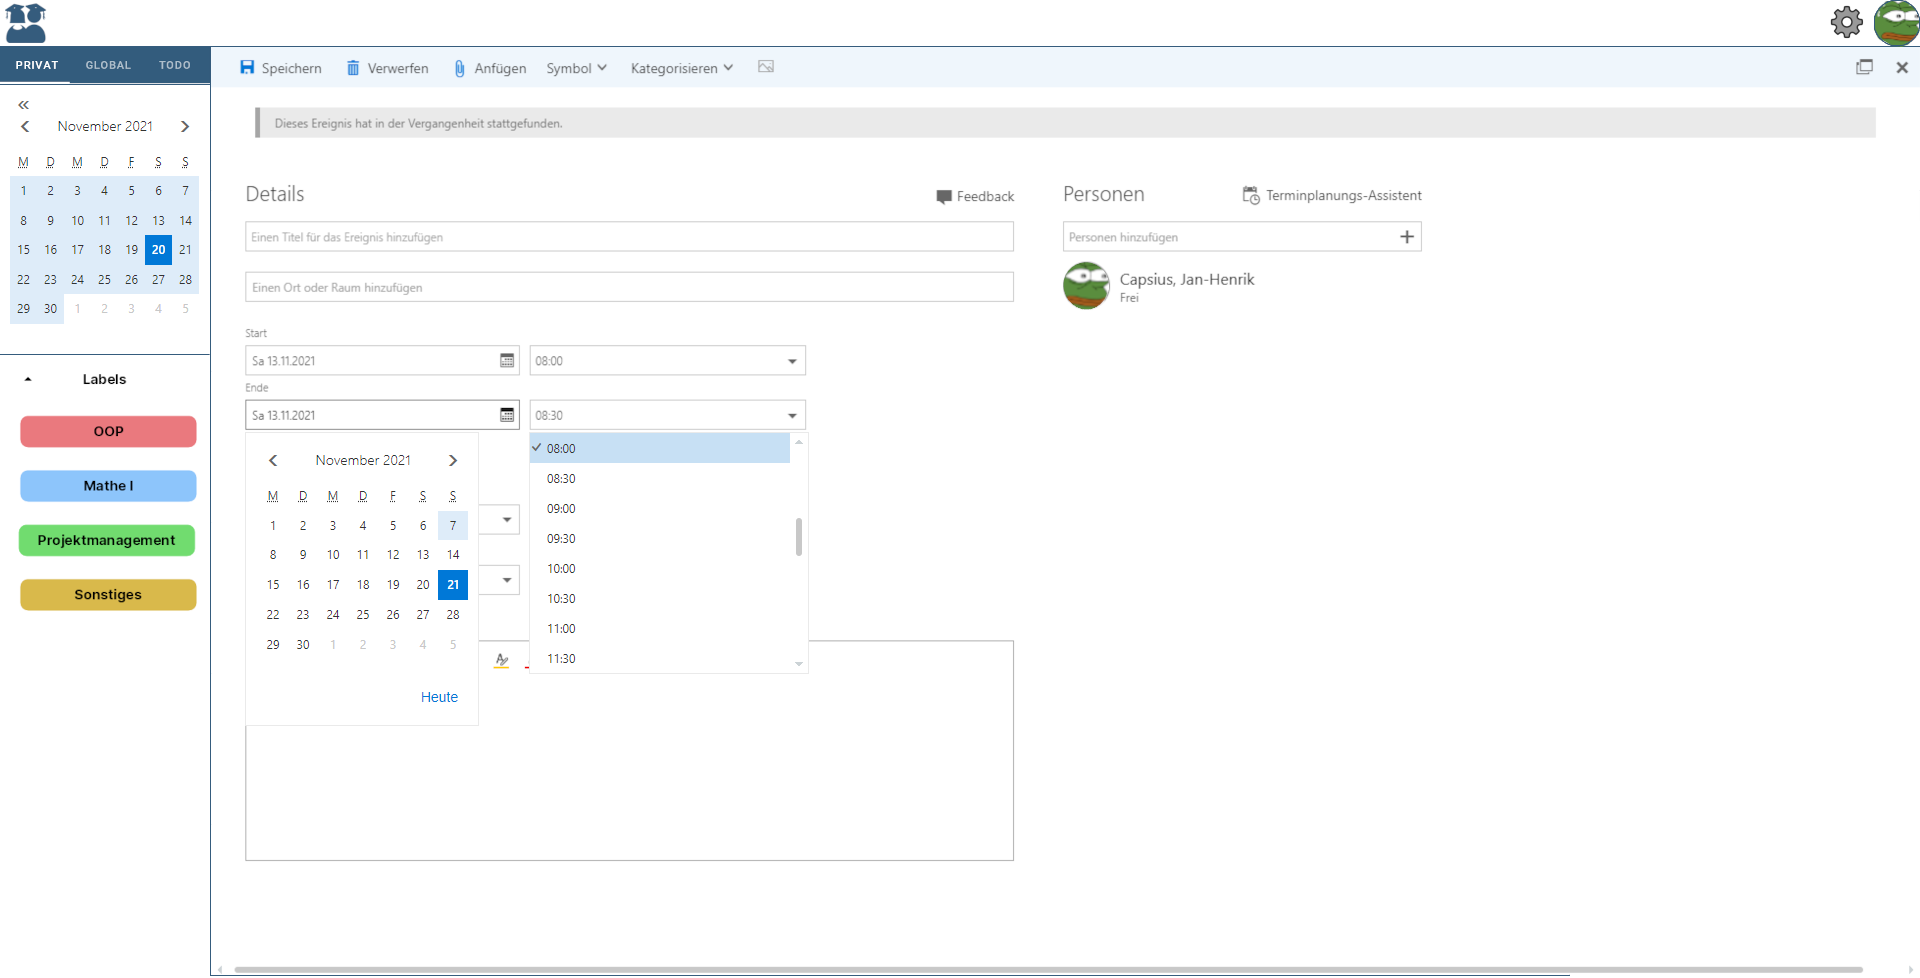 PRIVAT GLOBAL TODO
Speichern Verwerfen Anfügen Symbol Kategorisieren
November 2021
M D M D F S S
1 2 3 4 5 6 7
8 9 10 11 12 13 14
15 16 17 18 19 20 21
22 23 24 25 26 27 28
29 30 1 2 3 4 5
Labels
OOP
Mathe I
Projektmanagement
Sonstiges
Dieses Ereignis hat in der Vergangenheit stattgefunden.
Details
Feedback
Einen Titel für das Ereignis hinzufügen
Einen Ort oder Raum hinzufügen
Start
Sa 13.11.2021 08:00
Ende
Sa 13.11.2021 08:30
November 2021
M D M D F S S
1 2 3 4 5 6 7
8 9 10 11 12 13 14
15 16 17 18 19 20 21
22 23 24 25 26 27 28
29 30 1 2 3 4 5
Heute
08:00
08:30
09:00
09:30
10:00
10:30
11:00
11:30
Personen
Terminplanungs-Assistent
Personen hinzufügen
Capsius, Jan-Henrik
Frei